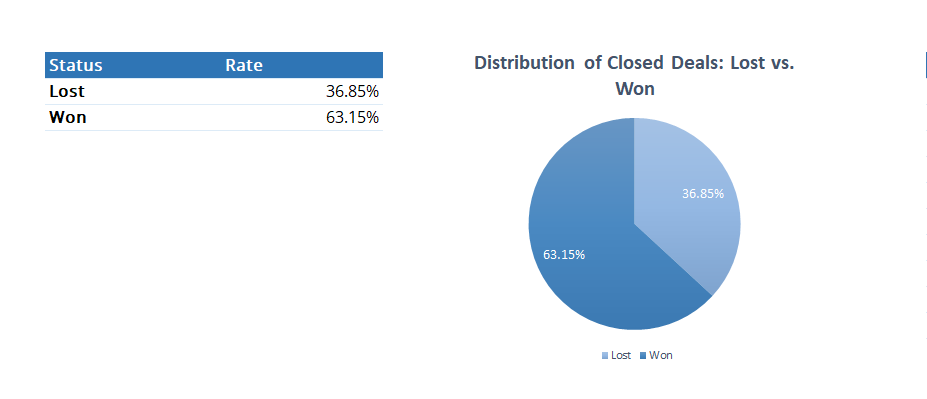 Status Rate
Lost 36.85%
Won 63.15%
Distribution of Closed Deals: Lost vs.
Won
36.85%
63.15%
Lost Won